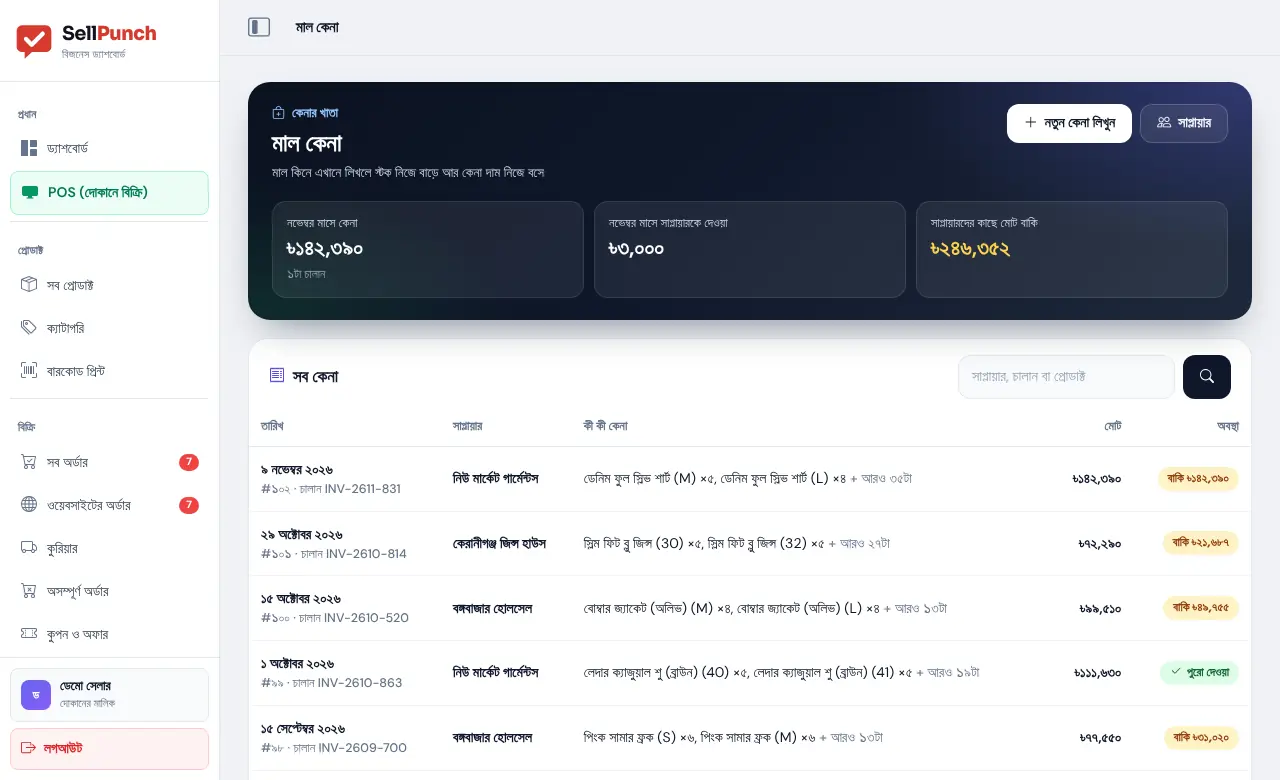 SellPunch
বিজনেস ড্যাশবোর্ড
প্রধান
ড্যাশবোর্ড
POS (দোকানে বিক্রি)
প্রোডাক্ট
সব প্রোডাক্ট
ক্যাটাগরি
বারকোড প্রিন্ট
বিক্রি
সব অর্ডার 7
ওয়েবসাইটের অর্ডার 7
কুরিয়ার
অসম্পূর্ণ অর্ডার
কুপন ও অফার
ড
ডেমো সেলার
দোকানের মালিক
লগআউট
মাল কেনা
কেনার খাতা
মাল কেনা
মাল কিনে এখানে লিখলে স্টক নিজে বাড়ে আর কেনা দাম নিজে বসে
নতুন কেনা লিখুন
সাপ্লায়ার
নভেম্বর মাসে কেনা
৳১৪২,৩৯০
১টা চালান
নভেম্বর মাসে সাপ্লায়ারকে দেওয়া
৳৩,০০০
সাপ্লায়ারদের কাছে মোট বাকি
৳২৪৬,৩৫২
সব কেনা
সাপ্লায়ার, চালান বা প্রোডাক্ট
তারিখ সাপ্লায়ার কী কী কেনা মোট অবস্থা
৯ নভেম্বর ২০২৬
#১০২ · চালান INV-2611-831
নিউ মার্কেট গার্মেন্টস
ডেনিম ফুল স্লিভ শার্ট (M) ×৫, ডেনিম ফুল স্লিভ শার্ট (L) ×৪ + আরও ৩৫টা
৳১৪২,৩৯০
বাকি ৳১৪২,৩৯০
২৯ অক্টোবর ২০২৬
#১০১ · চালান INV-2610-814
কেরানীগঞ্জ জিন্স হাউস
স্লিম ফিট ব্লু জিন্স (30) ×৫, স্লিম ফিট ব্লু জিন্স (32) ×৫ + আরও ২৭টা
৳৭২,২৯০
বাকি ৳২১,৬৮৭
১৫ অক্টোবর ২০২৬
#১০০ · চালান INV-2610-520
বঙ্গবাজার হোলসেল
বোম্বার জ্যাকেট (অলিভ) (M) ×৪, বোম্বার জ্যাকেট (অলিভ) (L) ×৪ + আরও ১৩টা
৳৯৯,৫১০
বাকি ৳৪৯,৭৫৫
১ অক্টোবর ২০২৬
#৯৯ · চালান INV-2610-863
নিউ মার্কেট গার্মেন্টস
লেদার ক্যাজুয়াল শু (ব্রাউন) (40) ×৫, লেদার ক্যাজুয়াল শু (ব্রাউন) (41) ×৫ + আরও ১৯টা
৳১১১,৬৩০
পুরো দেওয়া
১৫ সেপ্টেম্বর ২০২৬
#৯৮ · চালান INV-2609-700
বঙ্গবাজার হোলসেল
পিংক সামার ফ্রক (S) ×৬, পিংক সামার ফ্রক (M) ×৬ + আরও ১৩টা
৳৭৭,৫৫০
বাকি ৳৩১,০২০